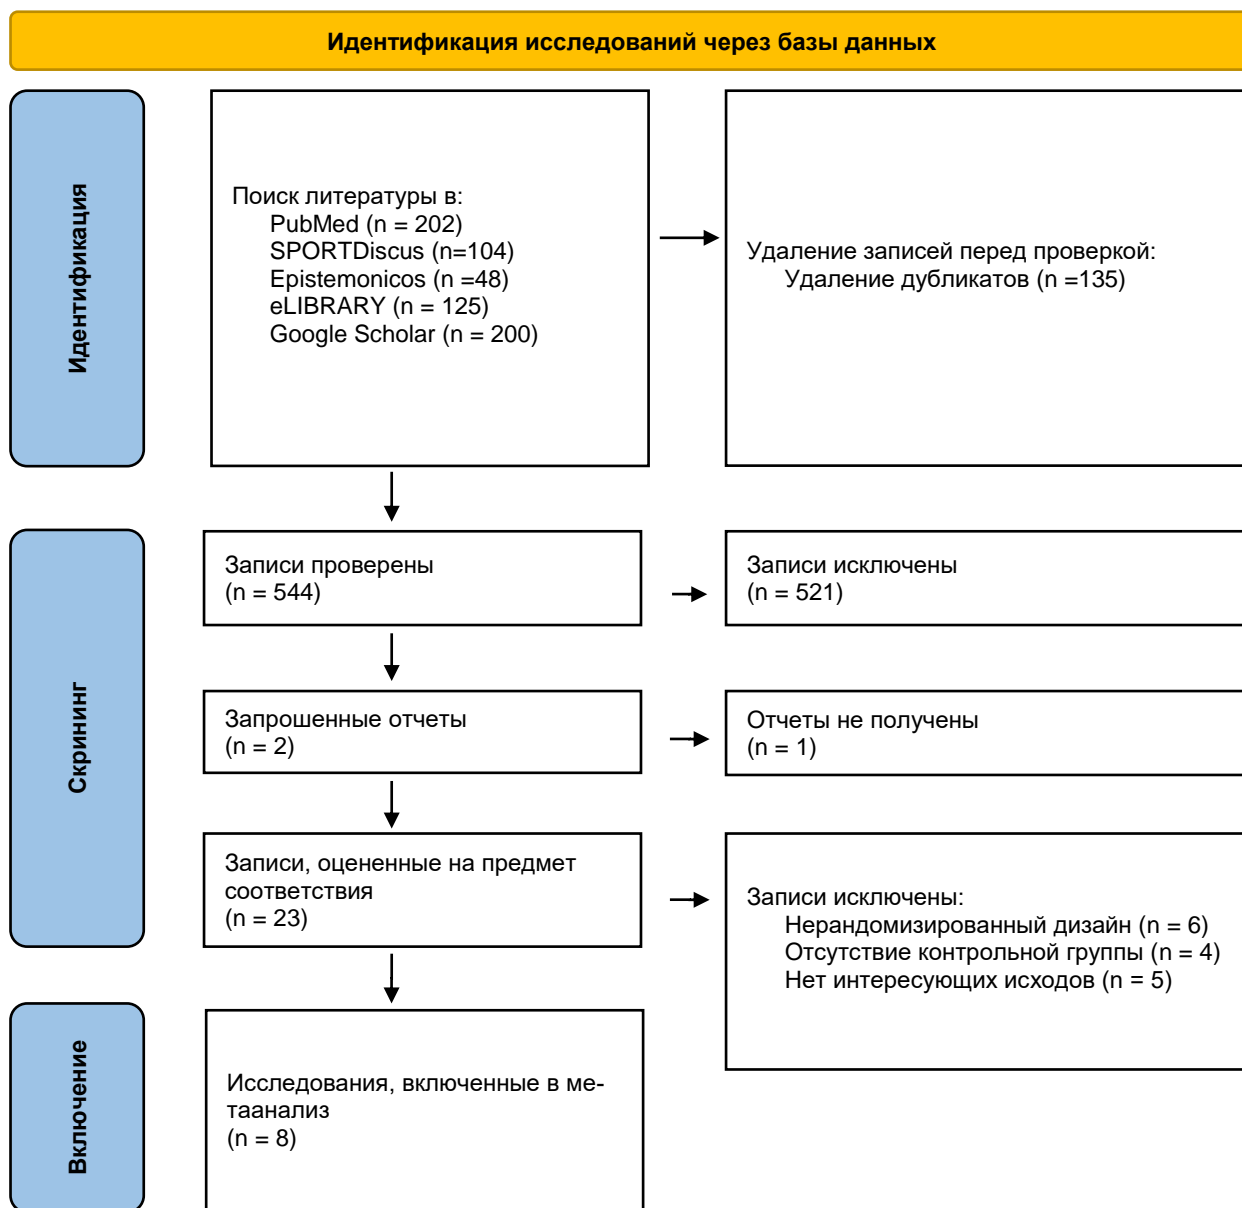 Идентификация исследований через базы данных
Идентификация
Поиск литературы в:
PubMed (n = 202)
SPORTDiscus (n=104)
Epistemonicos (n =48)
eLIBRARY (n = 125)
Google Scholar (n = 200)
Удаление записей перед проверкой:
Удаление дубликатов (n =135)
Скрининг
Записи проверены
(n = 544)
Записи исключены
(n = 521)
Запрошенные отчеты
(n = 2)
Отчеты не получены
(n = 1)
Записи, оцененные на предмет
соответствия
(n = 23)
Записи исключены:
Нерандомизированный дизайн (n = 6)
Отсутствие контрольной группы (n = 4)
Нет интересующих исходов (n = 5)
Включение
Исследования, включенные в ме-
таанализ
(n = 8)